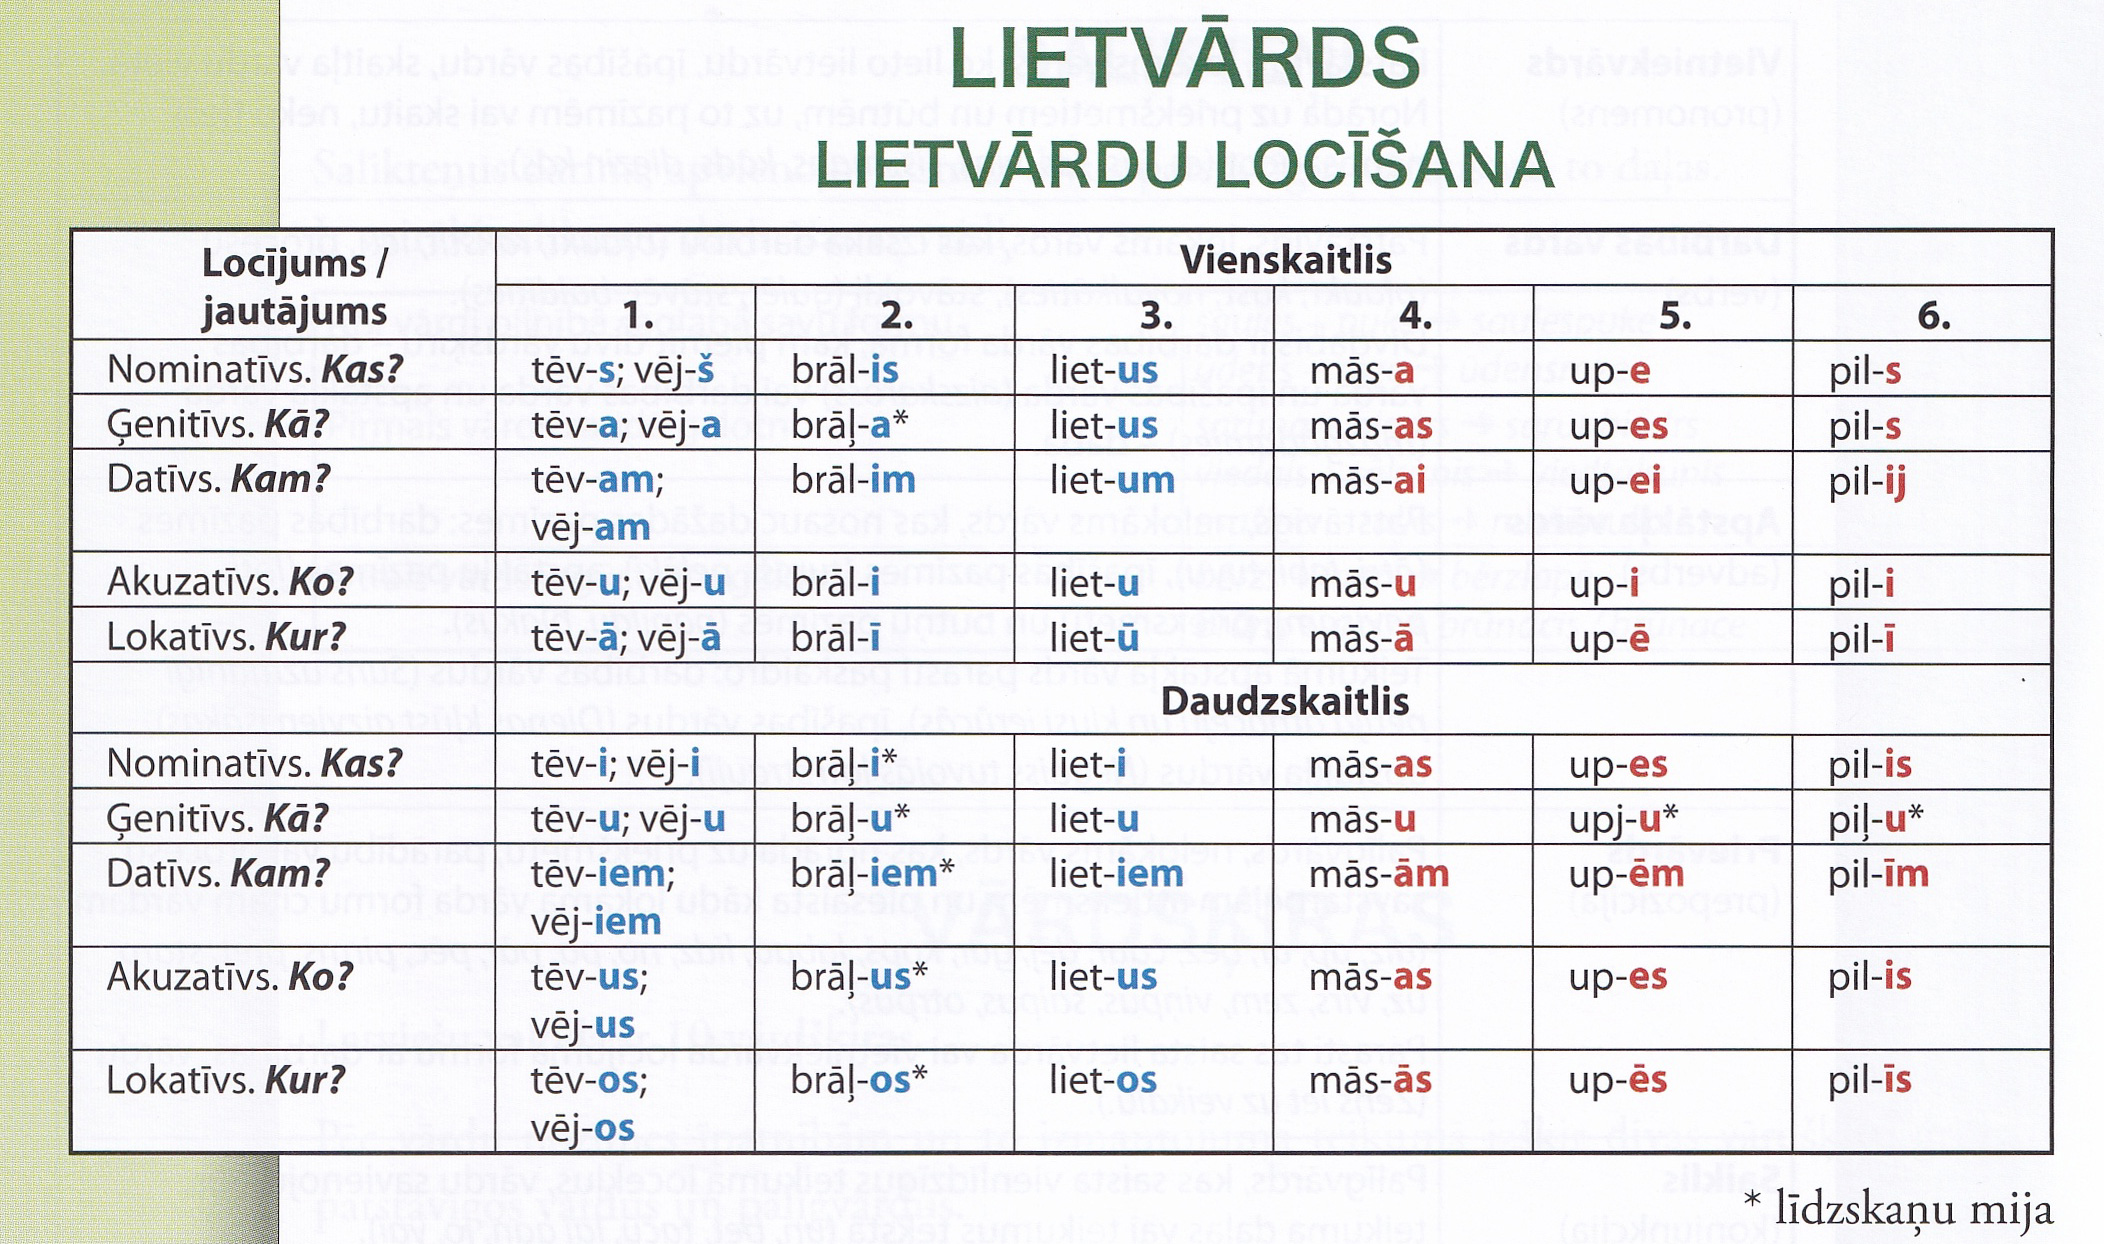 LIETVĀRDS
LIETVĀRDU LOCĪŠANA
Locījums / jautājums Vienskaitlis
1. 2. 3. 4. 5. 6.
Nominatīvs. Kas? tēv-s; vēj-š brāl-is liet-us mās-a up-e pil-s
Ģenitīvs. Kā? tēv-a; vēj-a brāļ-a* liet-us mās-as up-es pil-s
Datīvs. Kam? tēv-am; brāl-im liet-um mās-ai up-ei pil-ij
vēj-am
Akuzatīvs. Ko? tēv-u; vēj-u brāl-i liet-u mās-u up-i pil-i
Lokatīvs. Kur? tēv-ā; vēj-ā brāl-ī liet-ū mās-ā up-ē pil-ī
Daudzskaitlis
Nominatīvs. Kas? tēv-i; vēj-i brāļ-i* liet-i mās-as up-es pil-is
Ģenitīvs. Kā? tēv-u; vēj-u brāļ-u* liet-u mās-u upj-u* piļ-u*
Datīvs. Kam? tēv-iem; brāļ-iem* liet-iem mās-ām up-ēm pil-īm
vēj-iem
Akuzatīvs. Ko? tēv-us; brāļ-us* liet-us mās-as up-es pil-is
vēj-us
Lokatīvs. Kur? tēv-os; brāļ-os* liet-os mās-ās up-ēs pil-īs
vēj-os
* līdzskaņu mija